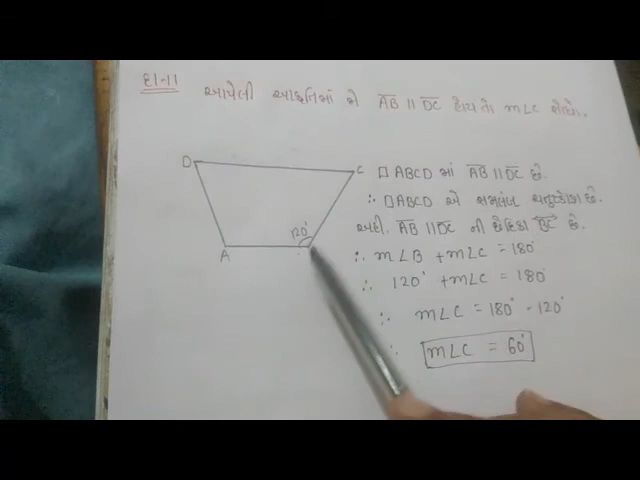 દા-11 આપેલી આકૃતિમાં જો AB || DC હોય તો m∠C શોધો.
D
C
120°
A
□ABCD માં AB || DC છે.
∴ □ABCD એ સમલંબ ચતુષ્કોણ છે.
અહીં, AB || DC ની છેદિકા BC છે.
∴ m∠B + m∠C = 180°
∴ 120° + m∠C = 180°
∴ m∠C = 180° - 120°
∴ m∠C = 60°